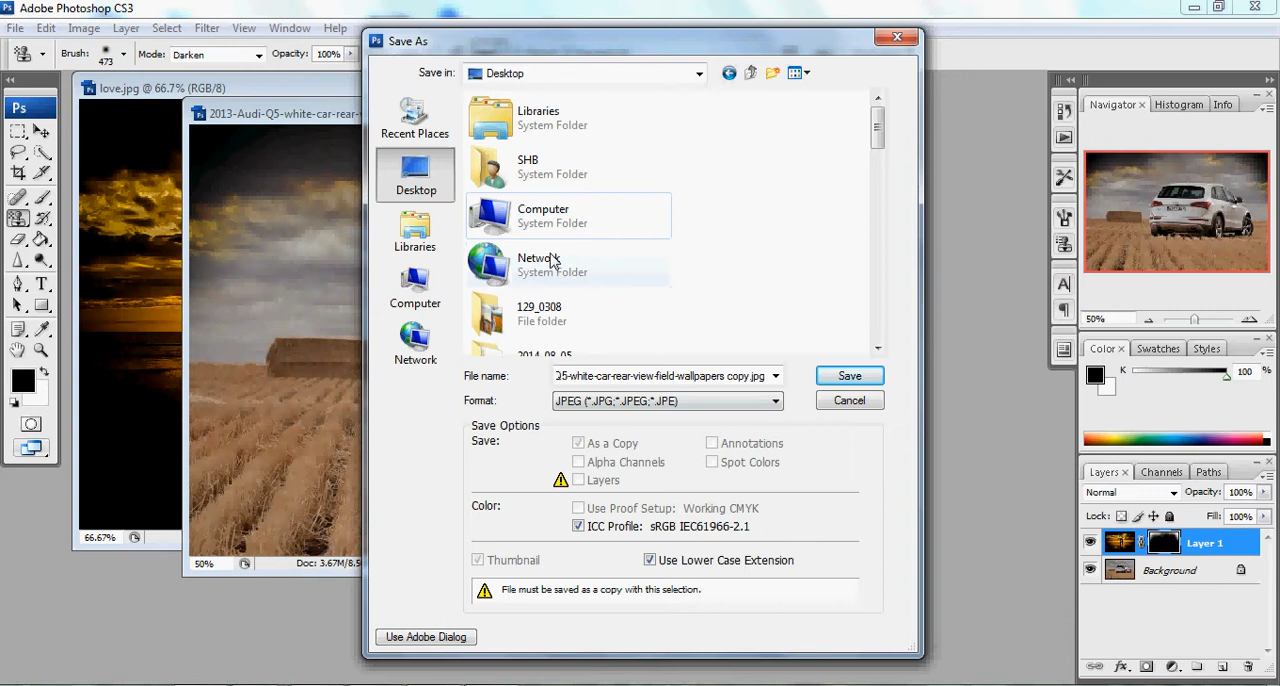 Adobe Photoshop CS3
File Edit Image Layer Select Filter View Window Help
Brush: 473 Mode: Darken Opacity: 100%
Ps
love.jpg @ 66.7% (RGB/8)
2013-Audi-Q5-white-car-rear-
66.67%
50% Doc: 3.67M/8.5
Save As
Save in: Desktop
Recent Places
Desktop
Libraries
Computer
Network
Libraries
System Folder
SHB
System Folder
Computer
System Folder
Network
System Folder
129_0308
File folder
2014_08_05
File name: Q5-white-car-rear-view-field-wallpapers copy.jpg Save
Format: JPEG (*.JPG;*.JPEG;*.JPE) Cancel
Save Options
Save: As a Copy Annotations
Alpha Channels Spot Colors
Layers
Color: Use Proof Setup: Working CMYK
ICC Profile: sRGB IEC61966-2.1
Thumbnail Use Lower Case Extension
File must be saved as a copy with this selection.
Use Adobe Dialog
Navigator × Histogram Info
50%
Color × Swatches Styles
K 100 %
Layers × Channels Paths
Normal Opacity: 100%
Lock: Fill: 100%
Layer 1
Background